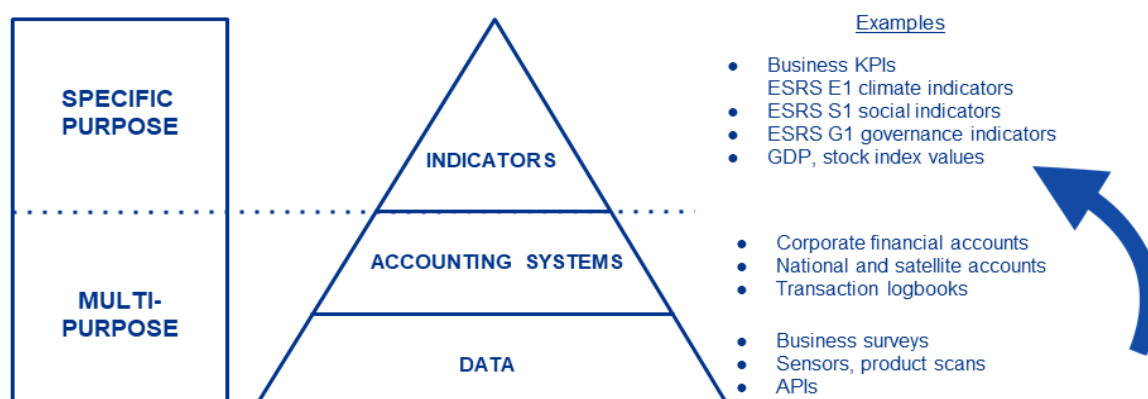 SPECIFIC
PURPOSE
MULTI-
PURPOSE
INDICATORS
ACCOUNTING SYSTEMS
DATA
Examples
● Business KPIs
ESRS E1 climate indicators
● ESRS S1 social indicators
● ESRS G1 governance indicators
● GDP, stock index values
● Corporate financial accounts
● National and satellite accounts
● Transaction logbooks
● Business surveys
● Sensors, product scans
● APIs